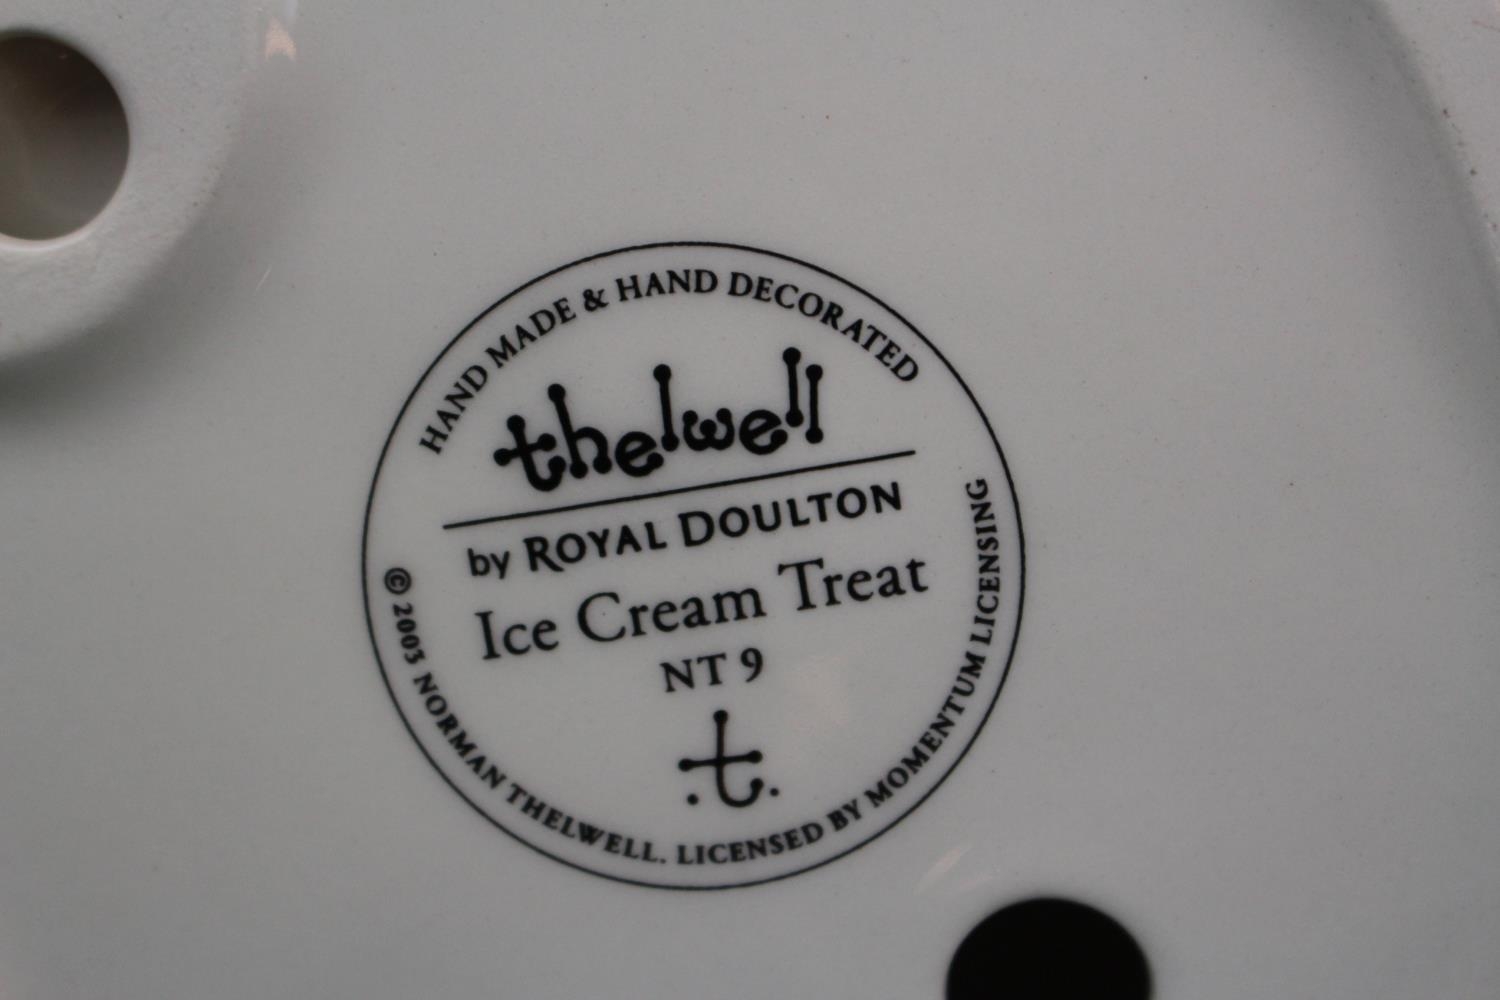 HAND MADE & HAND DECORATED
thelwell
by ROYAL DOULTON
Ice Cream Treat
NT 9
.t.
© 2003 NORMAN THELWELL. LICENSED BY MOMENTUM LICENSING